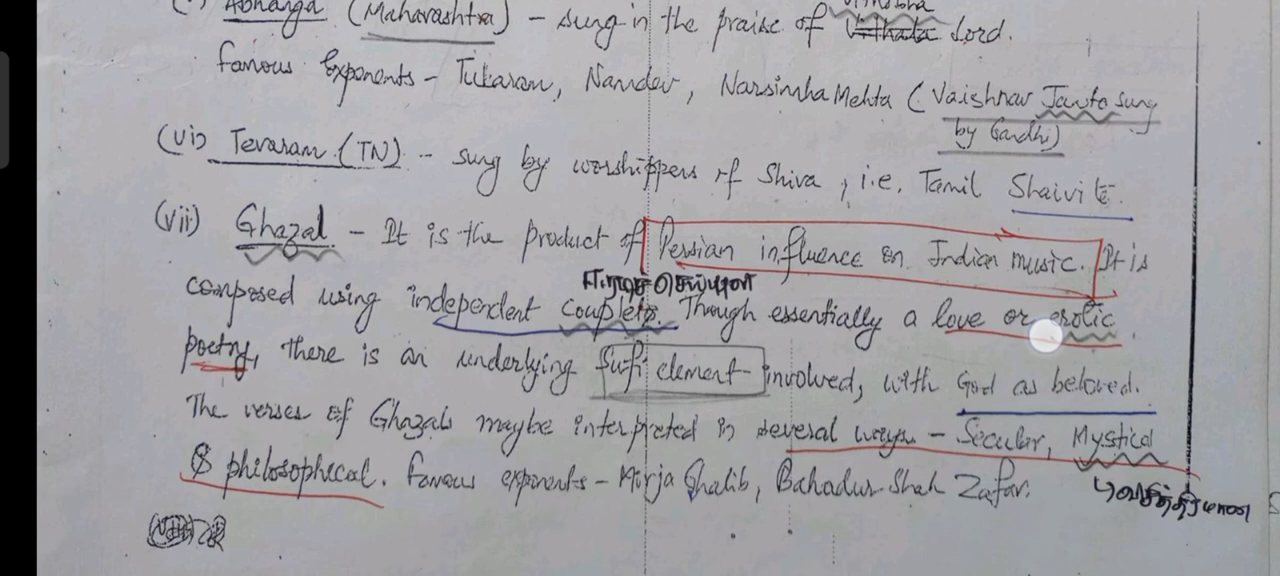 Abhanga (Maharashtra) – sung in the praise of Vithoba Lord.
famous Exponents – Tukaram, Namdev, Narsimha Mehta (Vaishnav Janto sung
by Gandhi)
(vi) Tevaram (TN) – sung by worshippers of Shiva, i.e. Tamil Shaivite.
(vii) Ghazal – It is the product of Persian influence on Indian music. It is
composed using independent couplets. Though essentially a love or erotic
poetry, there is an underlying Sufi element involved, with God as beloved.
The verses of Ghazals maybe interpreted in several ways – Secular, Mystical
& philosophical. famous exponents – Mirja Ghalib, Bahadur Shah Zafar.